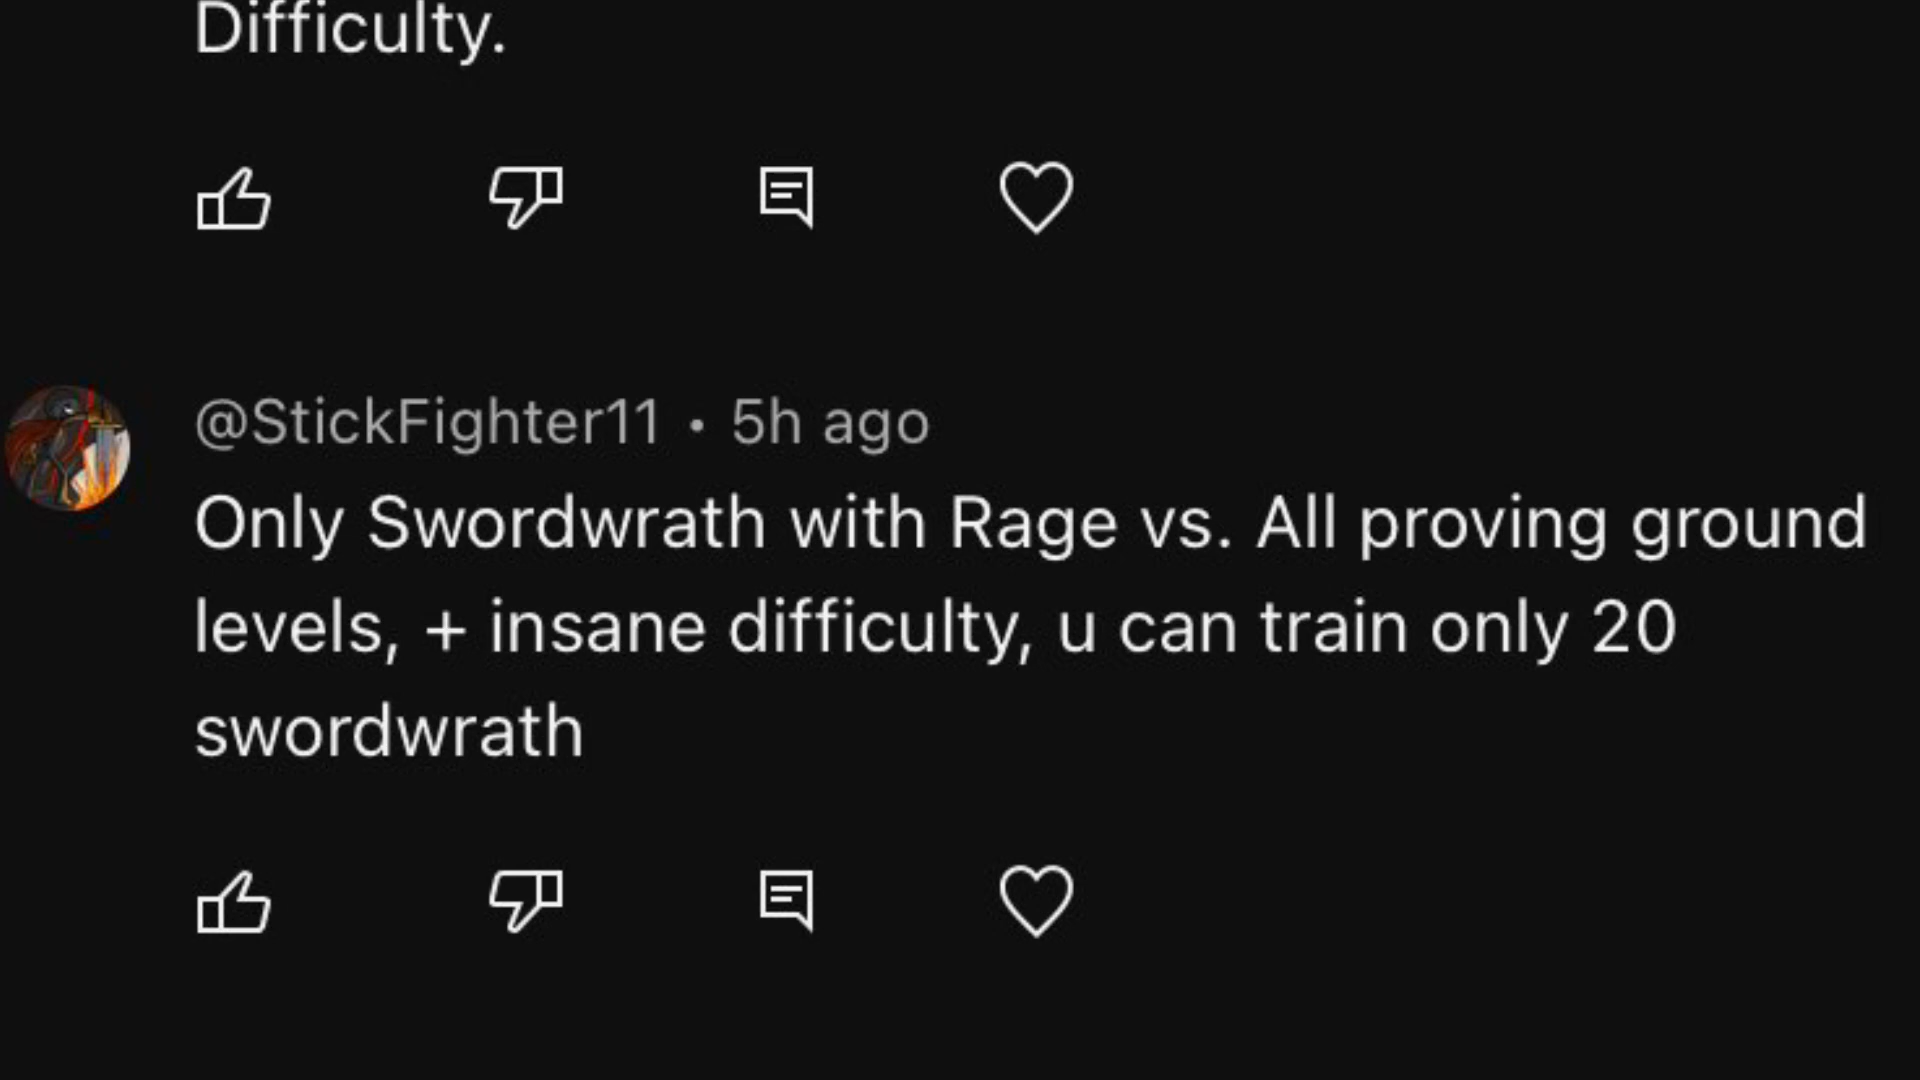 Difficulty.
@StickFighter11 • 5h ago
Only Swordwrath with Rage vs. All proving ground
levels, + insane difficulty, u can train only 20
swordwrath